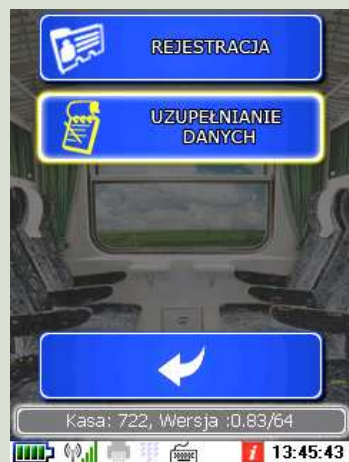 REJESTRACJA
UZUPEŁNIANIE
DANYCH
Kasa: 722, Wersja :0.83/64
i 13:45:43